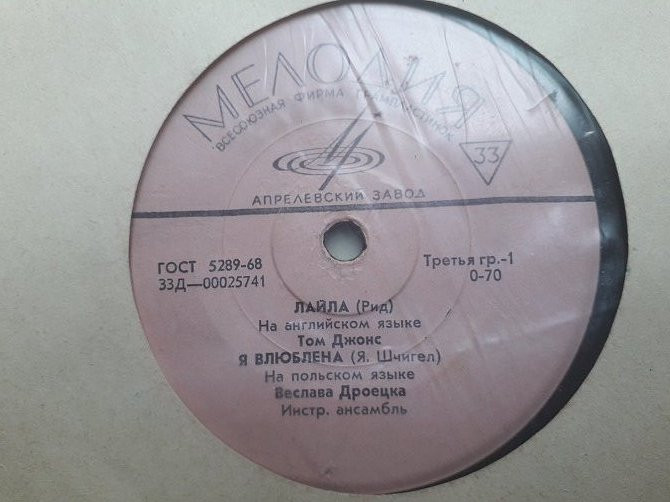 МЕЛОДИЯ
ВСЕСОЮЗНАЯ ФИРМА ГРАМПЛАСТИНОК
33
АПРЕЛЕВСКИЙ ЗАВОД
ГОСТ 5289-68
33Д—00025741
Третья гр.-1
0-70
ЛАЙЛА (Рид)
На английском языке
Том Джонс
Я ВЛЮБЛЕНА (Я. Шчигел)
На польском языке
Веслава Дроецка
Инстр. ансамбль